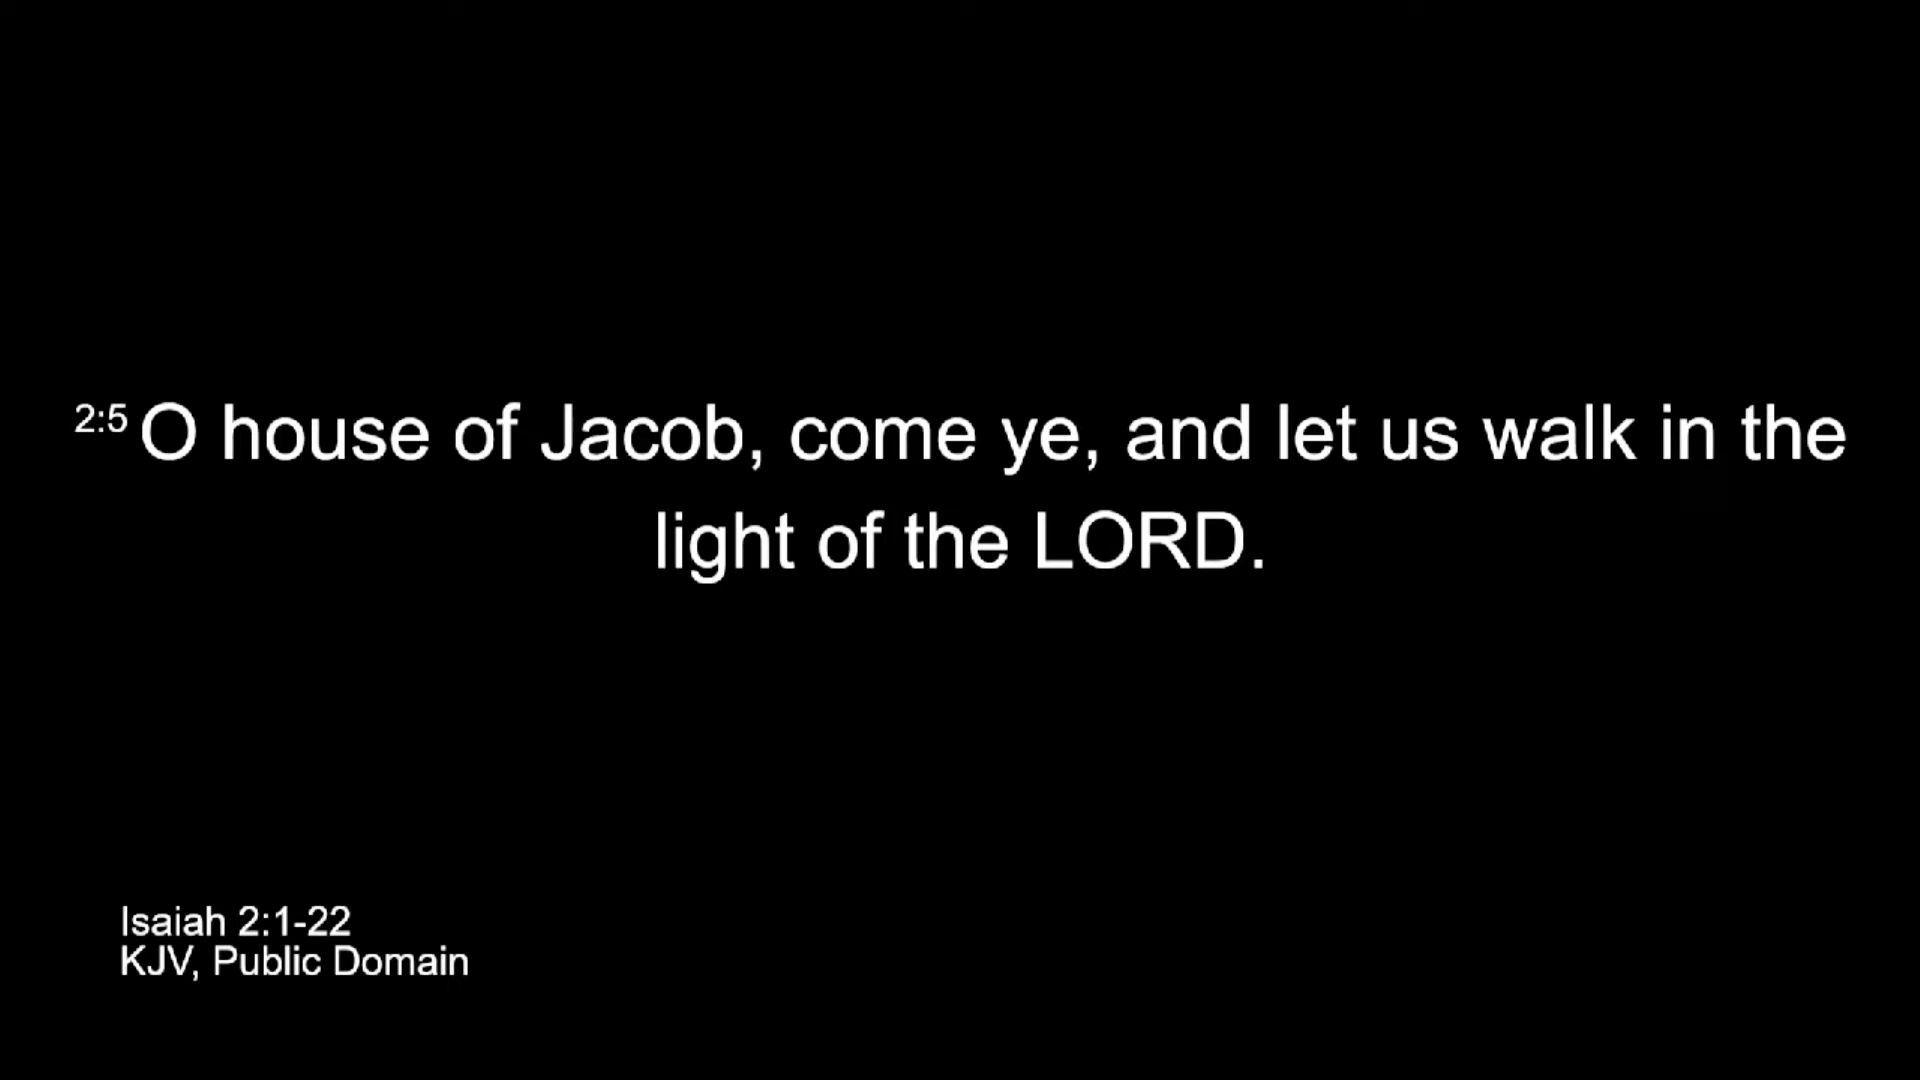 2:5 O house of Jacob, come ye, and let us walk in the
light of the LORD.
Isaiah 2:1-22
KJV, Public Domain